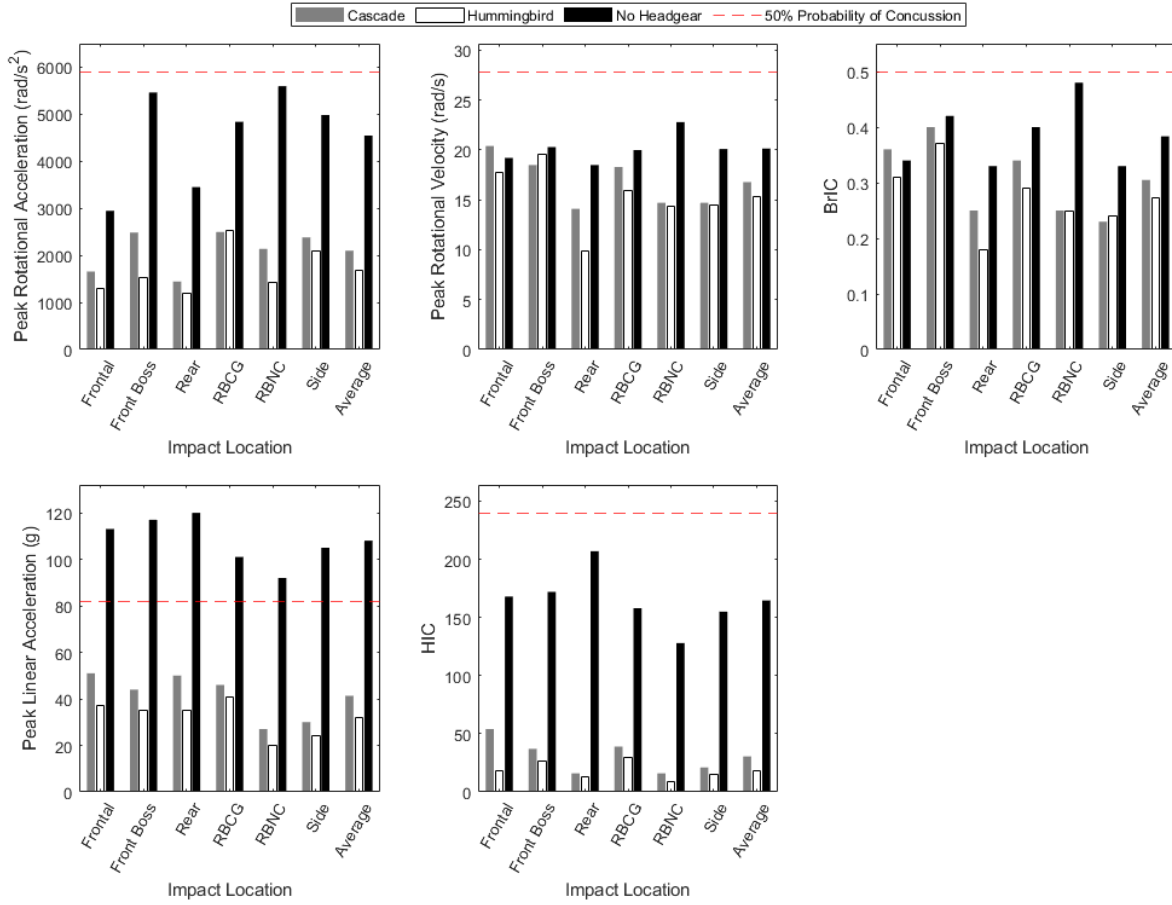 Cascade Hummingbird No Headgear 50% Probability of Concussion
Peak Rotational Acceleration (rad/s²)
6000
5000
4000
3000
2000
1000
0
Frontal
Front Boss
Rear
RBCG
RBNC
Side
Average
Impact Location
Peak Rotational Velocity (rad/s)
30
25
20
15
10
5
0
Frontal
Front Boss
Rear
RBCG
RBNC
Side
Average
Impact Location
BrIC
0.5
0.4
0.3
0.2
0.1
0
Frontal
Front Boss
Rear
RBCG
RBNC
Side
Average
Impact Location
Peak Linear Acceleration (g)
120
100
80
60
40
20
0
Frontal
Front Boss
Rear
RBCG
RBNC
Side
Average
Impact Location
HIC
250
200
150
100
50
0
Frontal
Front Boss
Rear
RBCG
RBNC
Side
Average
Impact Location